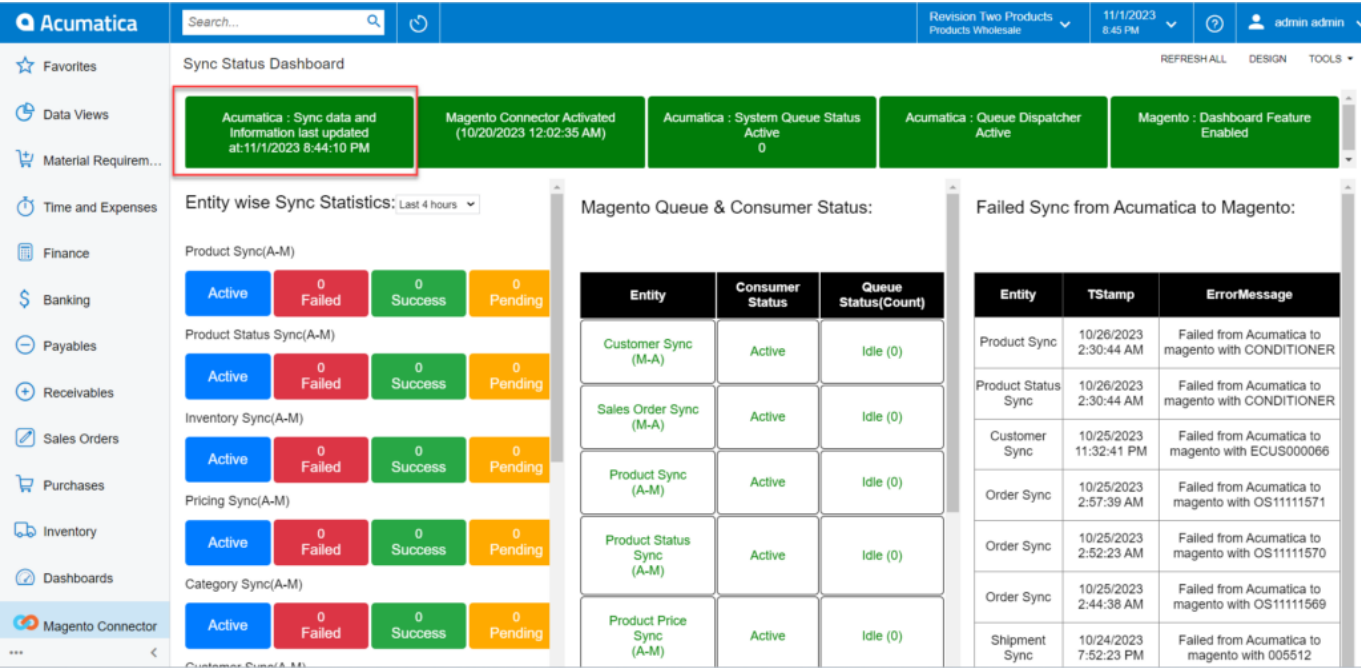 Acumatica
Search...
Revision Two Products
Products Wholesale
11/1/2023
8:45 PM
admin admin
Favorites
Data Views
Material Requirem...
Time and Expenses
Finance
Banking
Payables
Receivables
Sales Orders
Purchases
Inventory
Dashboards
Magento Connector
Sync Status Dashboard
REFRESH ALL DESIGN TOOLS
Acumatica : Sync data and
Information last updated
at:11/1/2023 8:44:10 PM
Magento Connector Activated
(10/20/2023 12:02:35 AM)
Acumatica : System Queue Status
Active
0
Acumatica : Queue Dispatcher
Active
Magento : Dashboard Feature
Enabled
Entity wise Sync Statistics: Last 4 hours
Product Sync(A-M)
Active 0 Failed 0 Success 0 Pending
Product Status Sync(A-M)
Active 0 Failed 0 Success 0 Pending
Inventory Sync(A-M)
Active 0 Failed 0 Success 0 Pending
Pricing Sync(A-M)
Active 0 Failed 0 Success 0 Pending
Category Sync(A-M)
Active 0 Failed 0 Success 0 Pending
Customer Sync(A-M)
Magento Queue & Consumer Status:
Entity Consumer Status Queue Status(Count)
Customer Sync (M-A) Active Idle (0)
Sales Order Sync (M-A) Active Idle (0)
Product Sync (A-M) Active Idle (0)
Product Status Sync (A-M) Active Idle (0)
Product Price Sync (A-M) Active Idle (0)
Failed Sync from Acumatica to Magento:
Entity TStamp ErrorMessage
Product Sync 10/26/2023 2:30:44 AM Failed from Acumatica to magento with CONDITIONER
Product Status Sync 10/26/2023 2:30:44 AM Failed from Acumatica to magento with CONDITIONER
Customer Sync 10/25/2023 11:32:41 PM Failed from Acumatica to magento with ECUS000066
Order Sync 10/25/2023 2:57:39 AM Failed from Acumatica to magento with OS11111571
Order Sync 10/25/2023 2:52:23 AM Failed from Acumatica to magento with OS11111570
Order Sync 10/25/2023 2:44:38 AM Failed from Acumatica to magento with OS11111569
Shipment Sync 10/24/2023 7:52:23 PM Failed from Acumatica to magento with 005512